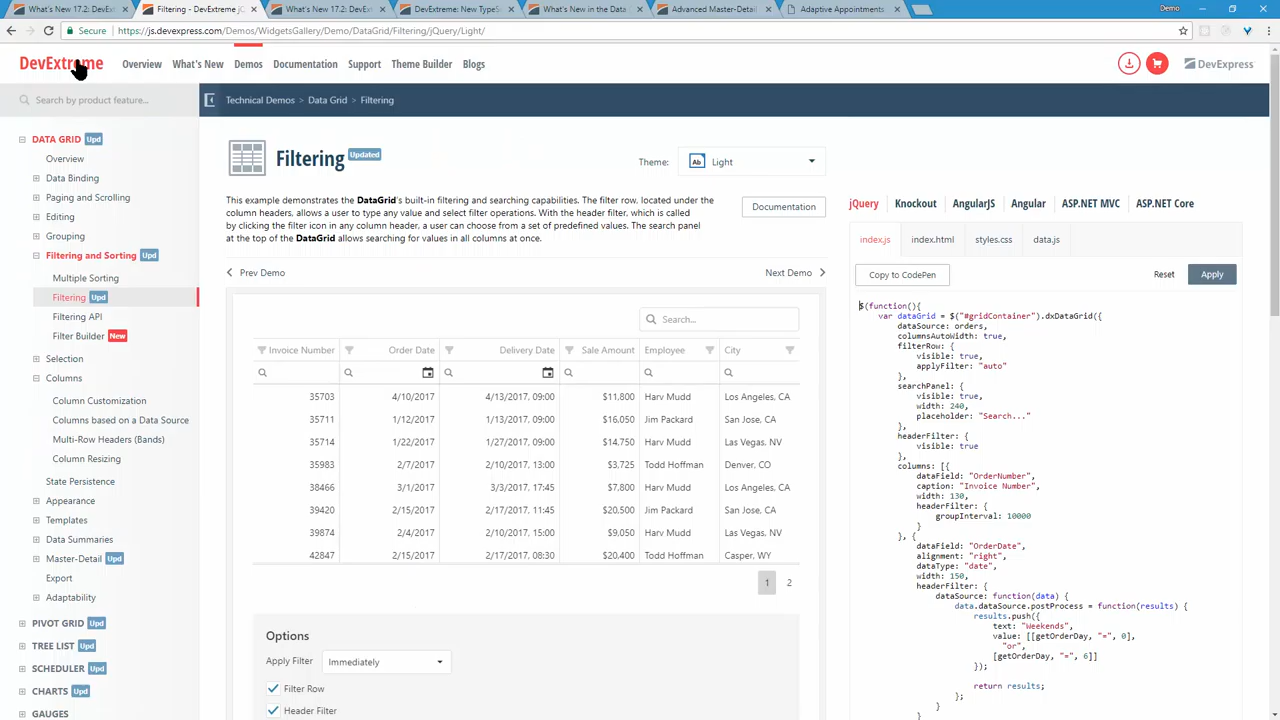 What's New 17.2: DevExt
Filtering - DevExtreme jQ
What's New 17.2: DevExt
DevExtreme: New TypeSc
What's New in the Data G
Advanced Master-Detail
Adaptive Appointments
Demo
Secure
https://js.devexpress.com/Demos/WidgetsGallery/Demo/DataGrid/Filtering/jQuery/Light/
DevExtreme
Overview
What's New
Demos
Documentation
Support
Theme Builder
Blogs
DevExpress
Search by product feature...
Technical Demos > Data Grid > Filtering
DATA GRID Upd
Overview
Data Binding
Paging and Scrolling
Editing
Grouping
Filtering and Sorting Upd
Multiple Sorting
Filtering Upd
Filtering API
Filter Builder New
Selection
Columns
Column Customization
Columns based on a Data Source
Multi-Row Headers (Bands)
Column Resizing
State Persistence
Appearance
Templates
Data Summaries
Master-Detail Upd
Export
Adaptability
PIVOT GRID Upd
TREE LIST Upd
SCHEDULER Upd
CHARTS Upd
GAUGES
Filtering Updated
Theme: Ab Light
This example demonstrates the DataGrid's built-in filtering and searching capabilities. The filter row, located under the
column headers, allows a user to type any value and select filter operations. With the header filter, which is called
by clicking the filter icon in any column header, a user can choose from a set of predefined values. The search panel
at the top of the DataGrid allows searching for values in all columns at once.
Documentation
Prev Demo
Next Demo
Search...
Invoice Number Order Date Delivery Date Sale Amount Employee City
35703 4/10/2017 4/13/2017, 09:00 $11,800 Harv Mudd Los Angeles, CA
35711 1/12/2017 1/13/2017, 09:00 $16,050 Jim Packard San Jose, CA
35714 1/22/2017 1/27/2017, 09:00 $14,750 Harv Mudd Las Vegas, NV
35983 2/7/2017 2/10/2017, 13:00 $3,725 Todd Hoffman Denver, CO
38466 3/1/2017 3/3/2017, 17:45 $7,800 Harv Mudd Los Angeles, CA
39420 2/15/2017 2/17/2017, 11:45 $20,500 Jim Packard San Jose, CA
39874 2/4/2017 2/10/2017, 15:00 $9,050 Harv Mudd Las Vegas, NV
42847 2/15/2017 2/17/2017, 08:30 $20,400 Todd Hoffman Casper, WY
1 2
Options
Apply Filter Immediately
Filter Row
Header Filter
jQuery Knockout AngularJS Angular ASP.NET MVC ASP.NET Core
index.js index.html styles.css data.js
Copy to CodePen
Reset
Apply
$(function(){
var dataGrid = $("#gridContainer").dxDataGrid({
dataSource: orders,
columnsAutoWidth: true,
filterRow: {
visible: true,
applyFilter: "auto"
},
searchPanel: {
visible: true,
width: 240,
placeholder: "Search..."
},
headerFilter: {
visible: true
},
columns: [{
dataField: "OrderNumber",
caption: "Invoice Number",
width: 130,
headerFilter: {
groupInterval: 10000
}
}, {
dataField: "OrderDate",
alignment: "right",
dataType: "date",
width: 150,
headerFilter: {
dataSource: function(data) {
data.dataSource.postProcess = function(results) {
results.push({
text: "Weekends",
value: [[getOrderDay, "=", 0],
"or",
[getOrderDay, "=", 6]]
});
return results;
};
}